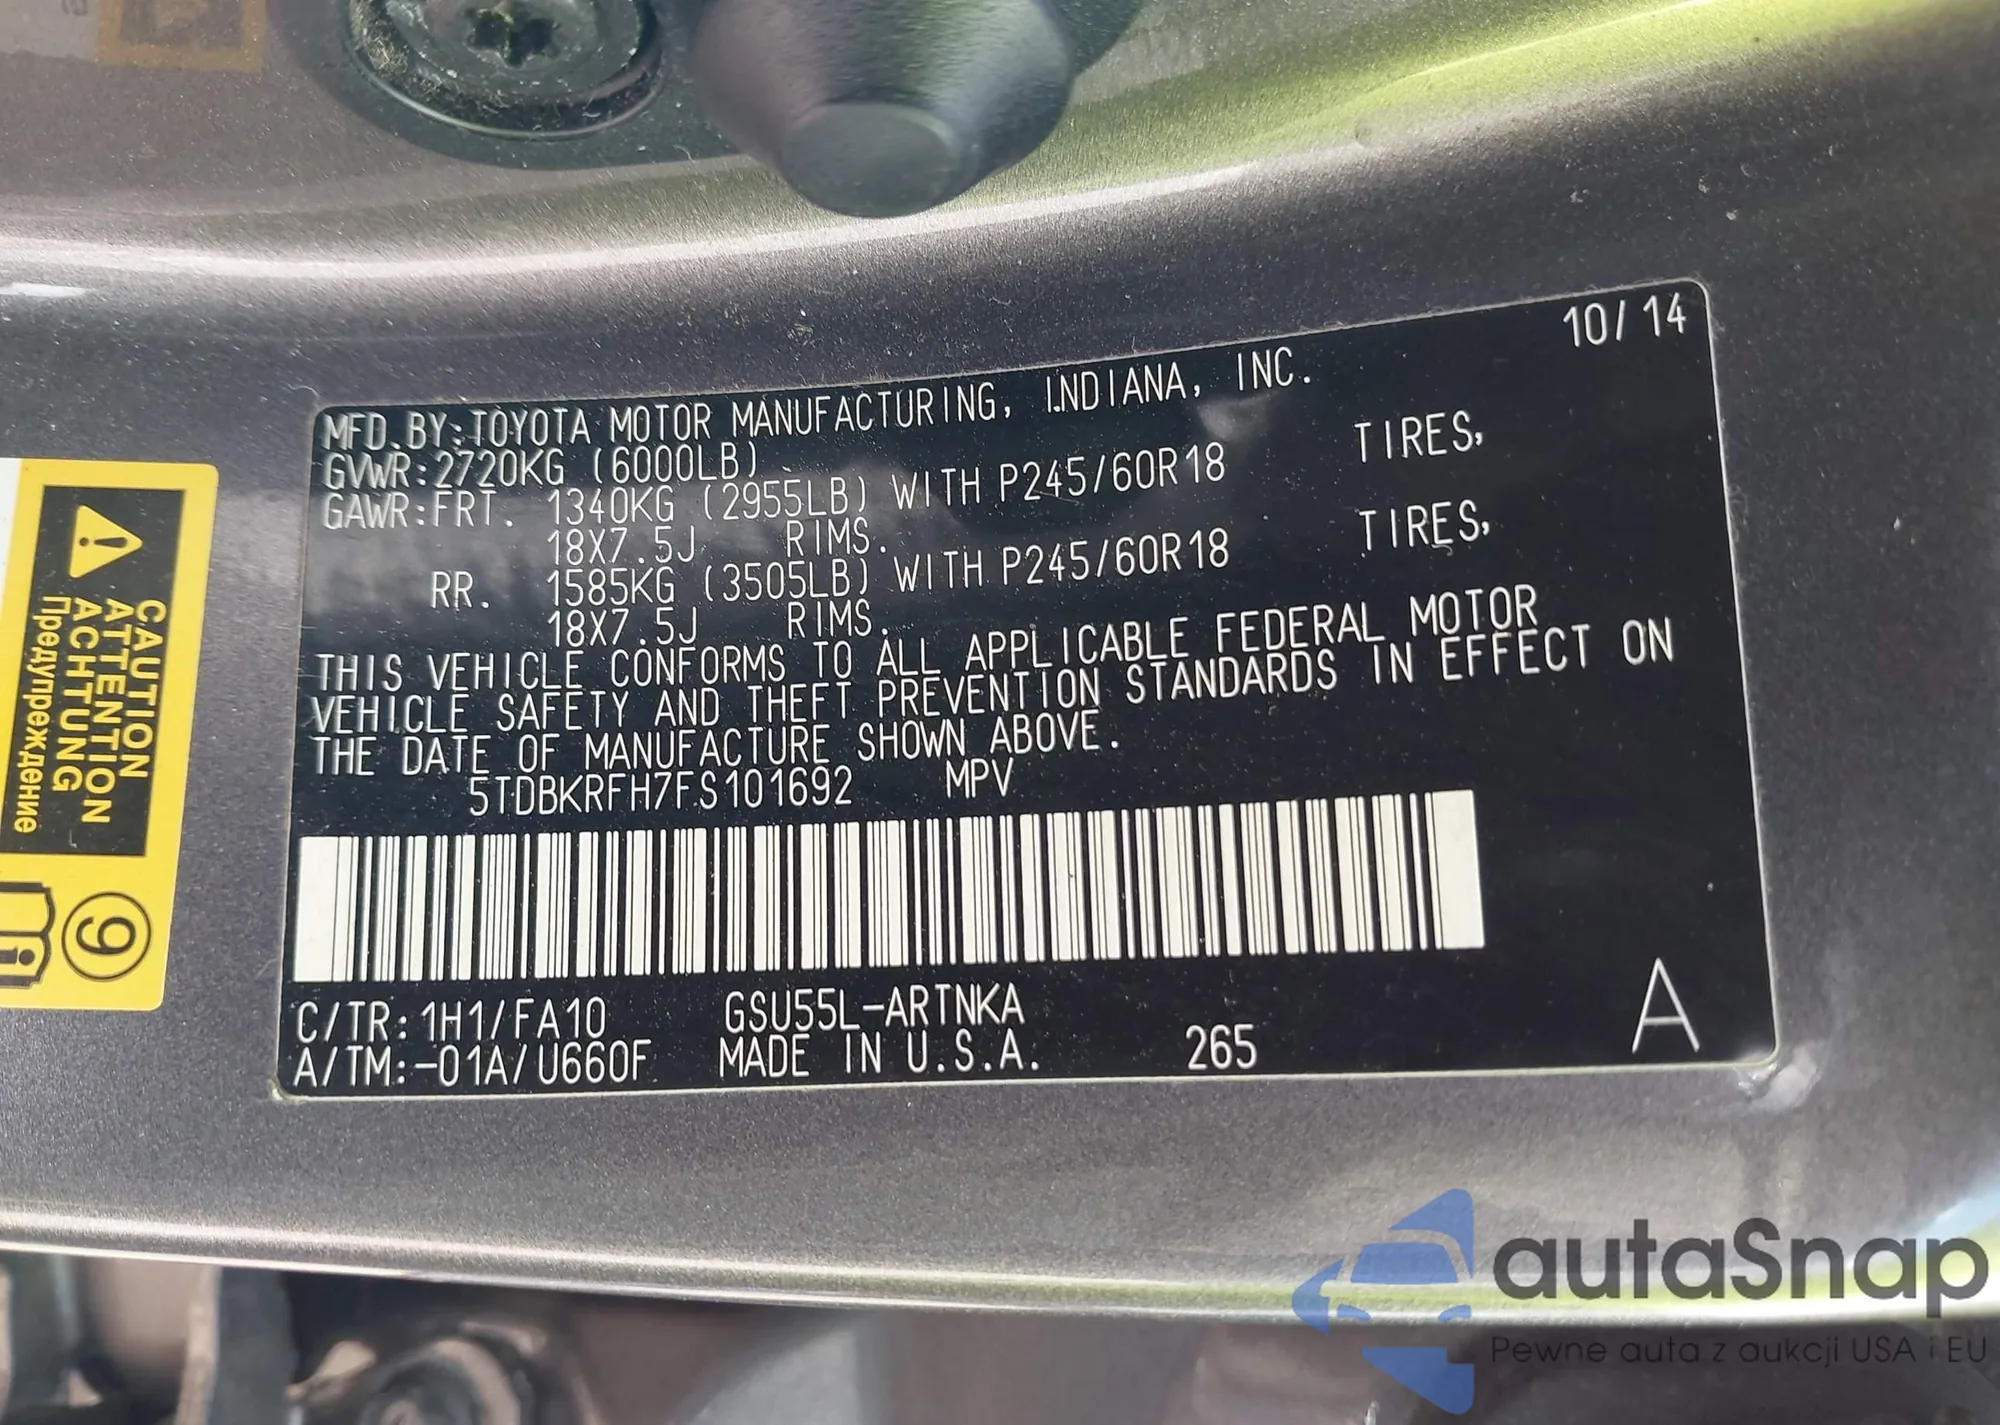 10/14
MFD.BY:TOYOTA MOTOR MANUFACTURING, INDIANA, INC.
GVWR:2720KG (6000LB)
GAWR:FRT. 1340KG (2955LB) WITH P245/60R18 TIRES,
18X7.5J RIMS.
RR. 1585KG (3505LB) WITH P245/60R18 TIRES,
18X7.5J RIMS.
THIS VEHICLE CONFORMS TO ALL APPLICABLE FEDERAL MOTOR
VEHICLE SAFETY AND THEFT PREVENTION STANDARDS IN EFFECT ON
THE DATE OF MANUFACTURE SHOWN ABOVE.
5TDBKRFH7FS101692 MPV
C/TR:1H1/FA10 GSU55L-ARTNKA
A/TM:-01A/U660F MADE IN U.S.A. 265 A
CAUTION
ATTENTION
ACHTUNG
Предупреждение
9
autaSnap
Pewne auta z aukcji USA i EU